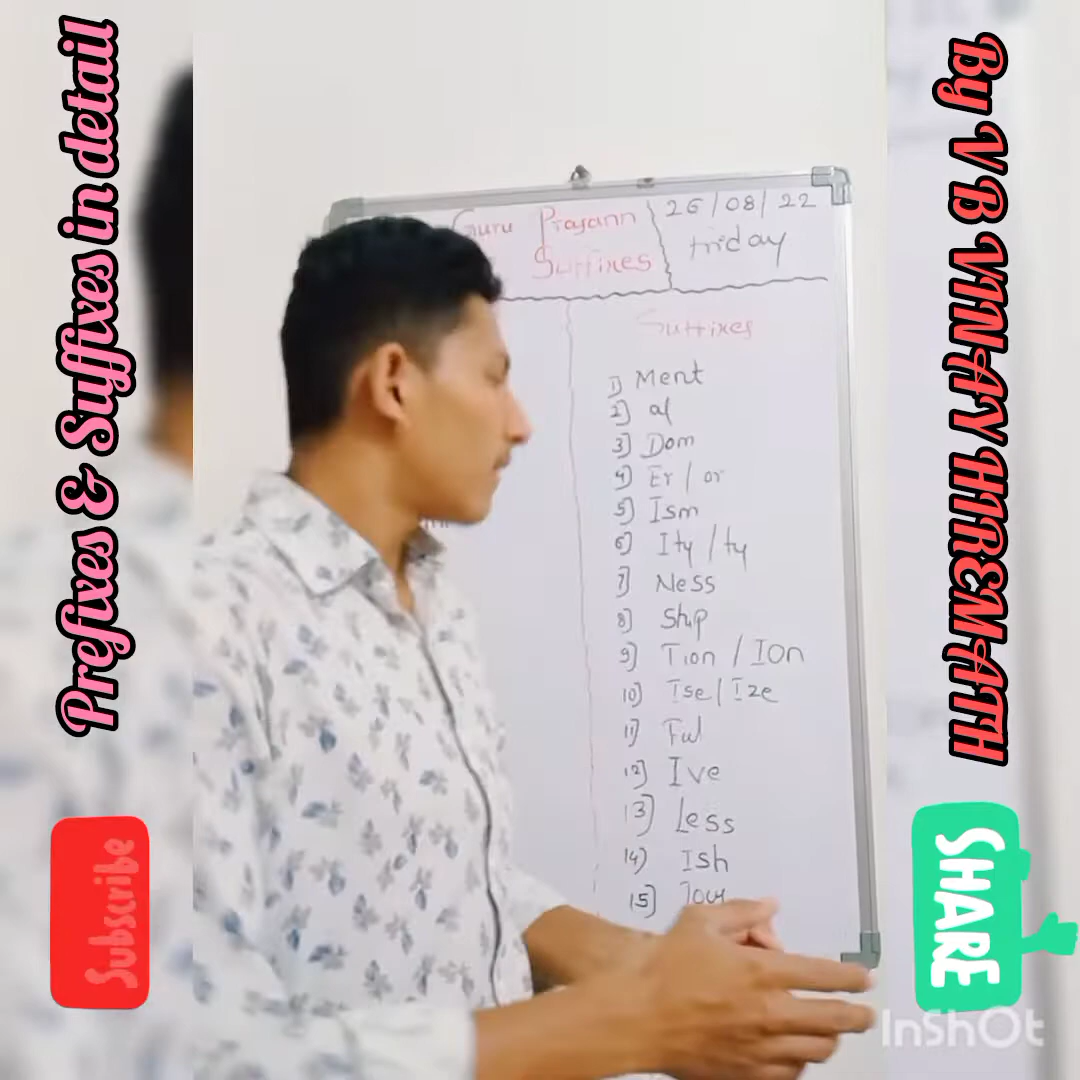 Prefixes & Suffixes in detail
Subscribe
Guru Prasann
Suffixes
26/08/22
friday
Suffixes
1) Ment
2) al
3) Dom
4) Er / or
5) Ism
6) Ity / ty
7) Ness
8) Ship
9) Tion / Ion
10) Ise / Ize
11) Ful
12) Ive
13) Less
14) Ish
15) Ious
By V B VINAY HIREMATH
SHARE
InShOt